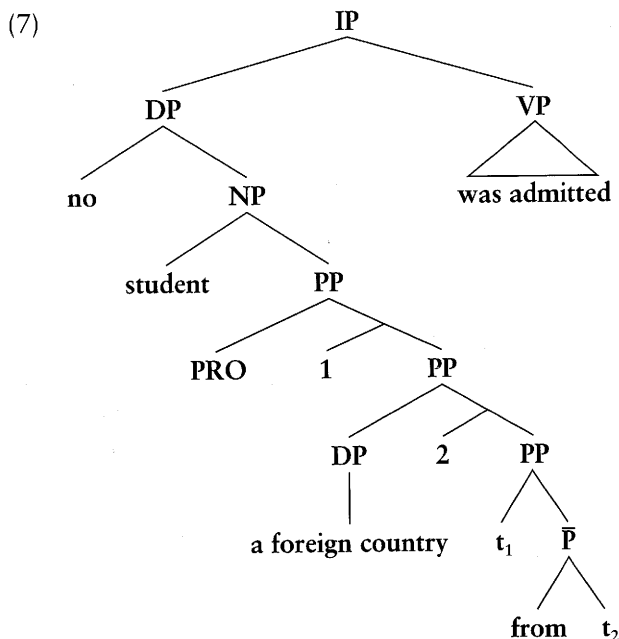 (7) IP
DP VP
no NP was admitted
student PP
PRO 1 PP
DP 2 PP
a foreign country t₁ P̅
from t₂